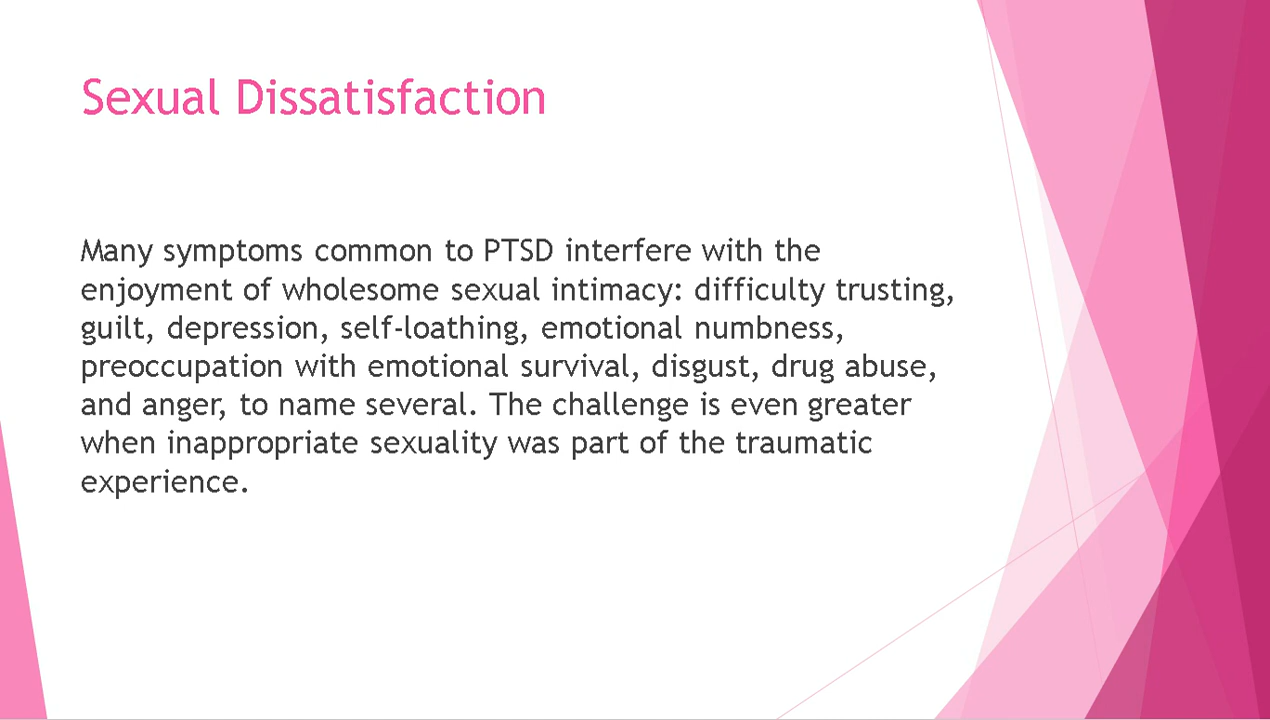 Sexual Dissatisfaction
Many symptoms common to PTSD interfere with the
enjoyment of wholesome sexual intimacy: difficulty trusting,
guilt, depression, self-loathing, emotional numbness,
preoccupation with emotional survival, disgust, drug abuse,
and anger, to name several. The challenge is even greater
when inappropriate sexuality was part of the traumatic
experience.